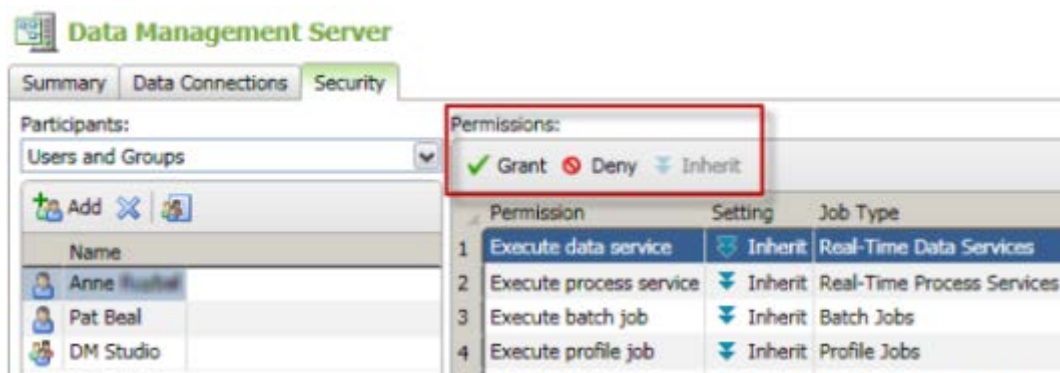 Data Management Server
Summary Data Connections Security
Participants:
Users and Groups
Add
Name
Anne
Pat Beal
DM Studio
Permissions:
Grant Deny Inherit
Permission Setting Job Type
1 Execute data service Inherit Real-Time Data Services
2 Execute process service Inherit Real-Time Process Services
3 Execute batch job Inherit Batch Jobs
4 Execute profile job Inherit Profile Jobs